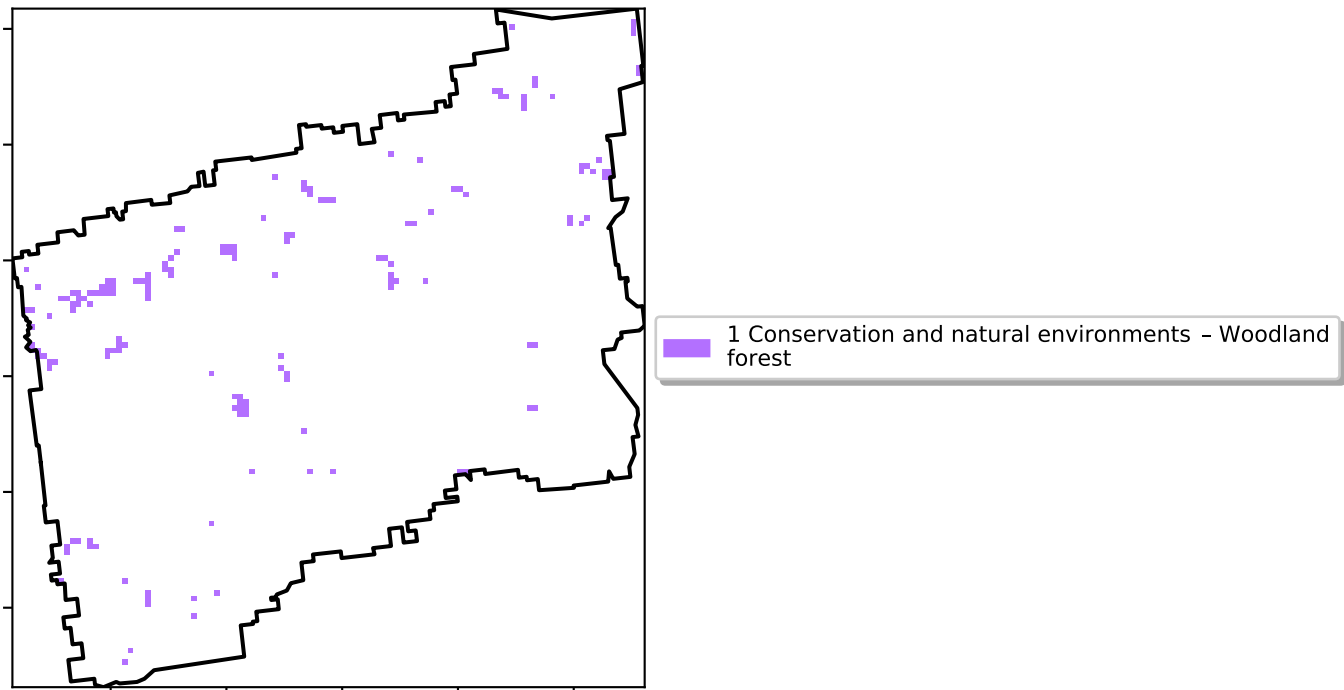 1 Conservation and natural environments – Woodland
forest